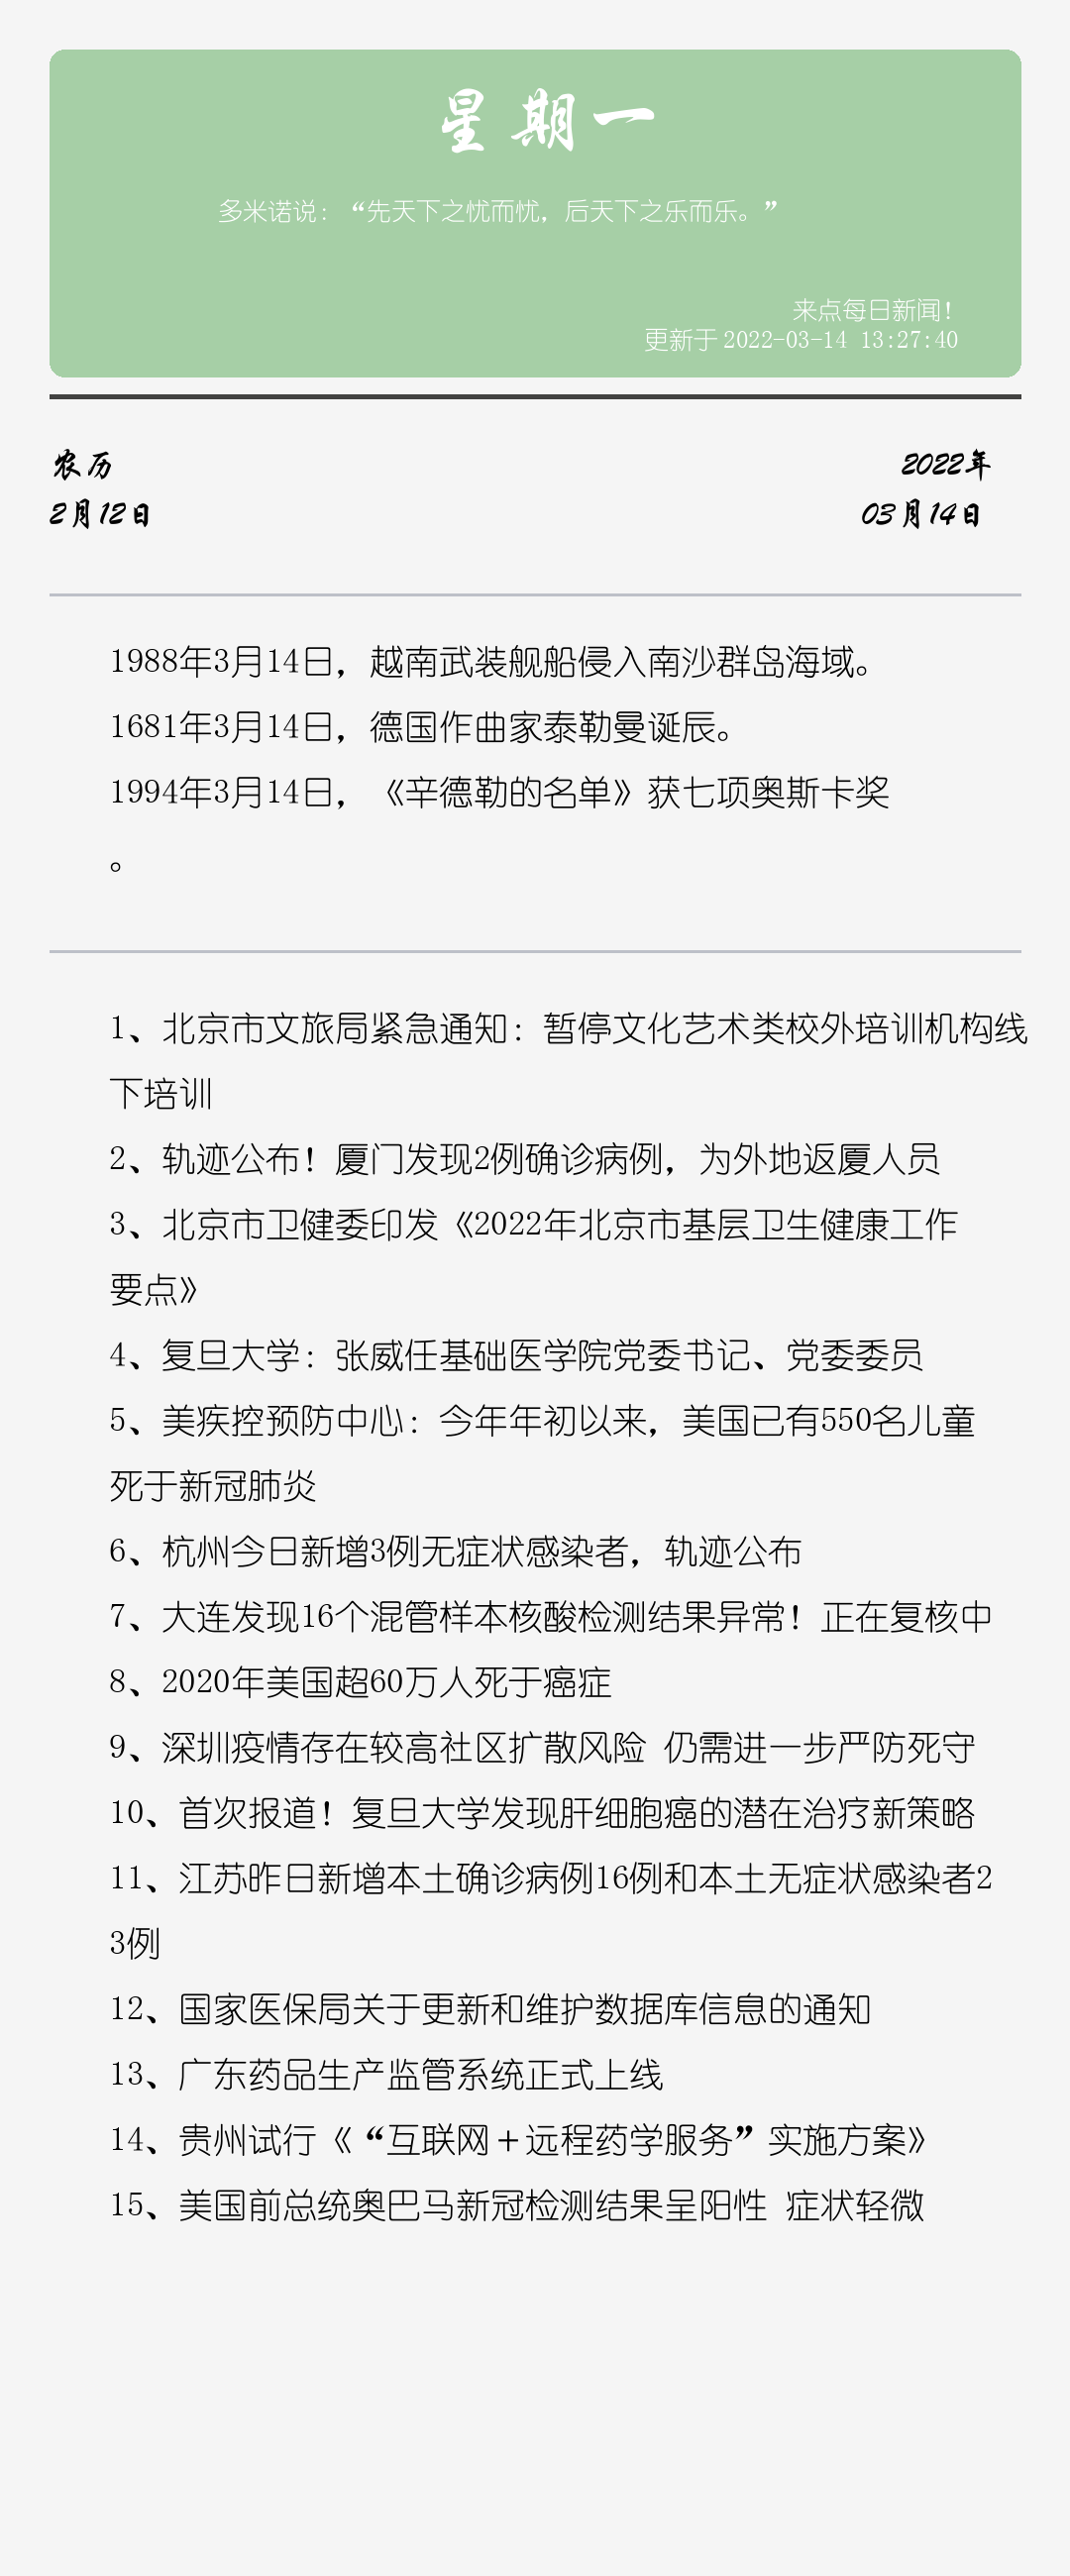 星期一
多米诺说：“先天下之忧而忧，后天下之乐而乐。”
来点每日新闻！
更新于 2022-03-14 13:27:40
农历
2022年
2月12日
03月14日
1988年3月14日，越南武装舰船侵入南沙群岛海域。
1681年3月14日，德国作曲家泰勒曼诞辰。
1994年3月14日，《辛德勒的名单》获七项奥斯卡奖
。
1、北京市文旅局紧急通知：暂停文化艺术类校外培训机构线
下培训
2、轨迹公布！厦门发现2例确诊病例，为外地返厦人员
3、北京市卫健委印发《2022年北京市基层卫生健康工作
要点》
4、复旦大学：张威任基础医学院党委书记、党委委员
5、美疾控预防中心：今年年初以来，美国已有550名儿童
死于新冠肺炎
6、杭州今日新增3例无症状感染者，轨迹公布
7、大连发现16个混管样本核酸检测结果异常！正在复核中
8、2020年美国超60万人死于癌症
9、深圳疫情存在较高社区扩散风险 仍需进一步严防死守
10、首次报道！复旦大学发现肝细胞癌的潜在治疗新策略
11、江苏昨日新增本土确诊病例16例和本土无症状感染者2
3例
12、国家医保局关于更新和维护数据库信息的通知
13、广东药品生产监管系统正式上线
14、贵州试行《“互联网＋远程药学服务”实施方案》
15、美国前总统奥巴马新冠检测结果呈阳性 症状轻微